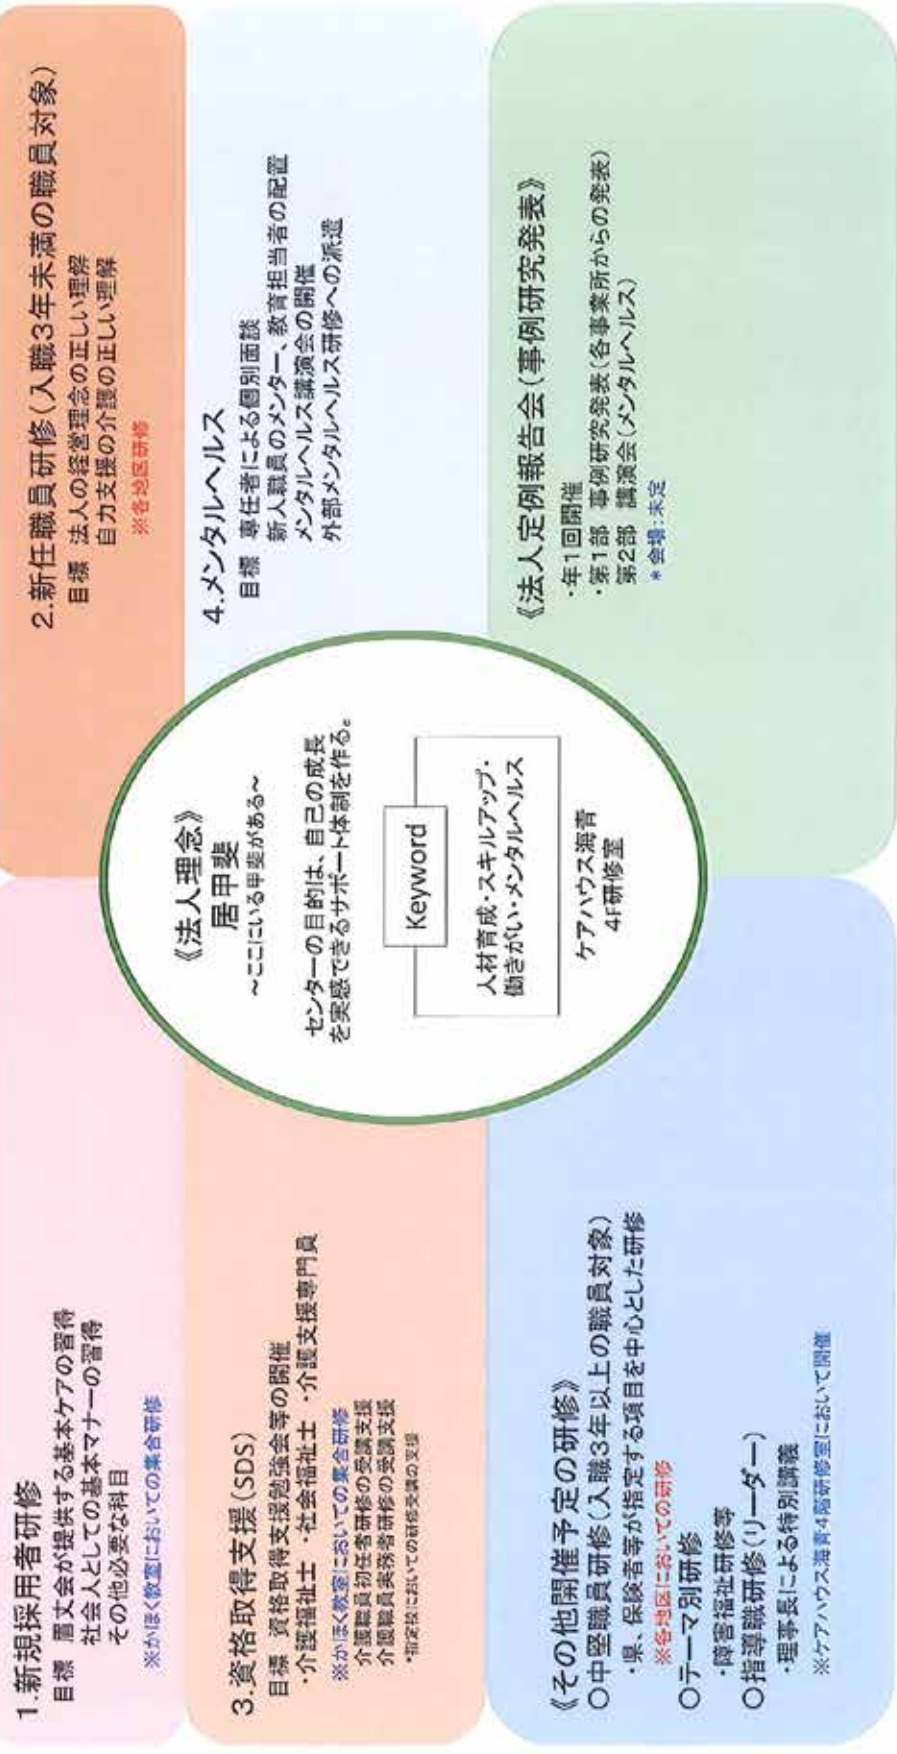 1.新規採用者研修
目標 眉丈会が提供する基本ケアの習得
社会人としての基本マナーの習得
その他必要な科目
※かほく教室においての集合研修
2.新任職員研修(入職3年未満の職員対象)
目標 法人の経営理念の正しい理解
自力支援の介護の正しい理解
※各地区研修
3.資格取得支援(SDS)
目標 資格取得支援勉強会等の開催
・介護福祉士 ・社会福祉士 ・介護支援専門員
※かほく教室においての集合研修
介護職員初任者研修の受講支援
介護職員実務者研修の受講支援
・指定校においての研修受講の支援
4.メンタルヘルス
目標 専任者による個別面談
新人職員のメンター、教育担当者の配置
メンタルヘルス講演会の開催
外部メンタルヘルス研修への派遣
《法人理念》
居甲斐
~ここにいる甲斐がある~
センターの目的は、自己の成長
を実感できるサポート体制を作る。
Keyword
人材育成・スキルアップ・
働きがい・メンタルヘルス
ケアハウス海青
4F研修室
《その他開催予定の研修》
〇中堅職員研修(入職3年以上の職員対象)
・県、保険者等が指定する項目を中心とした研修
※各地区においての研修
〇テーマ別研修
・障害福祉研修等
〇指導職研修(リーダー)
・理事長による特別講義
※ケアハウス海青4階研修室において開催
《法人定例報告会(事例研究発表)》
・年1回開催
・第1部 事例研究発表(各事業所からの発表)
第2部 講演会(メンタルヘルス)
*会場:未定